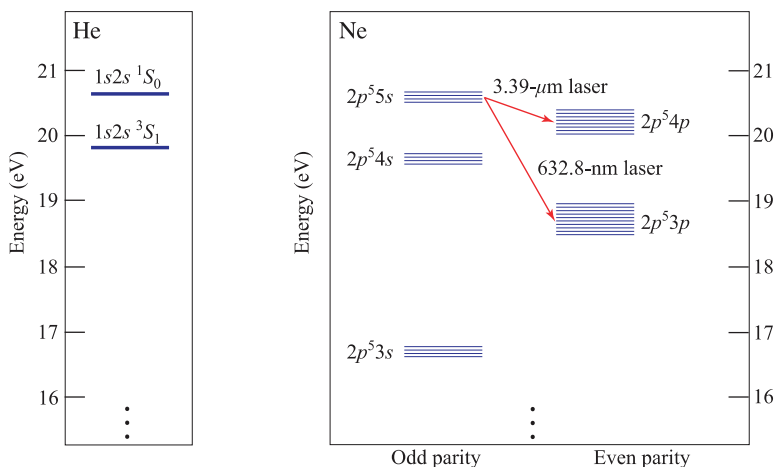 He
Energy (eV)
21
20
19
18
17
16
1s2s ¹S₀
1s2s ³S₁
Ne
Energy (eV)
2p⁵5s
2p⁵4s
2p⁵3s
3.39-μm laser
632.8-nm laser
2p⁵4p
2p⁵3p
21
20
19
18
17
16
Odd parity
Even parity